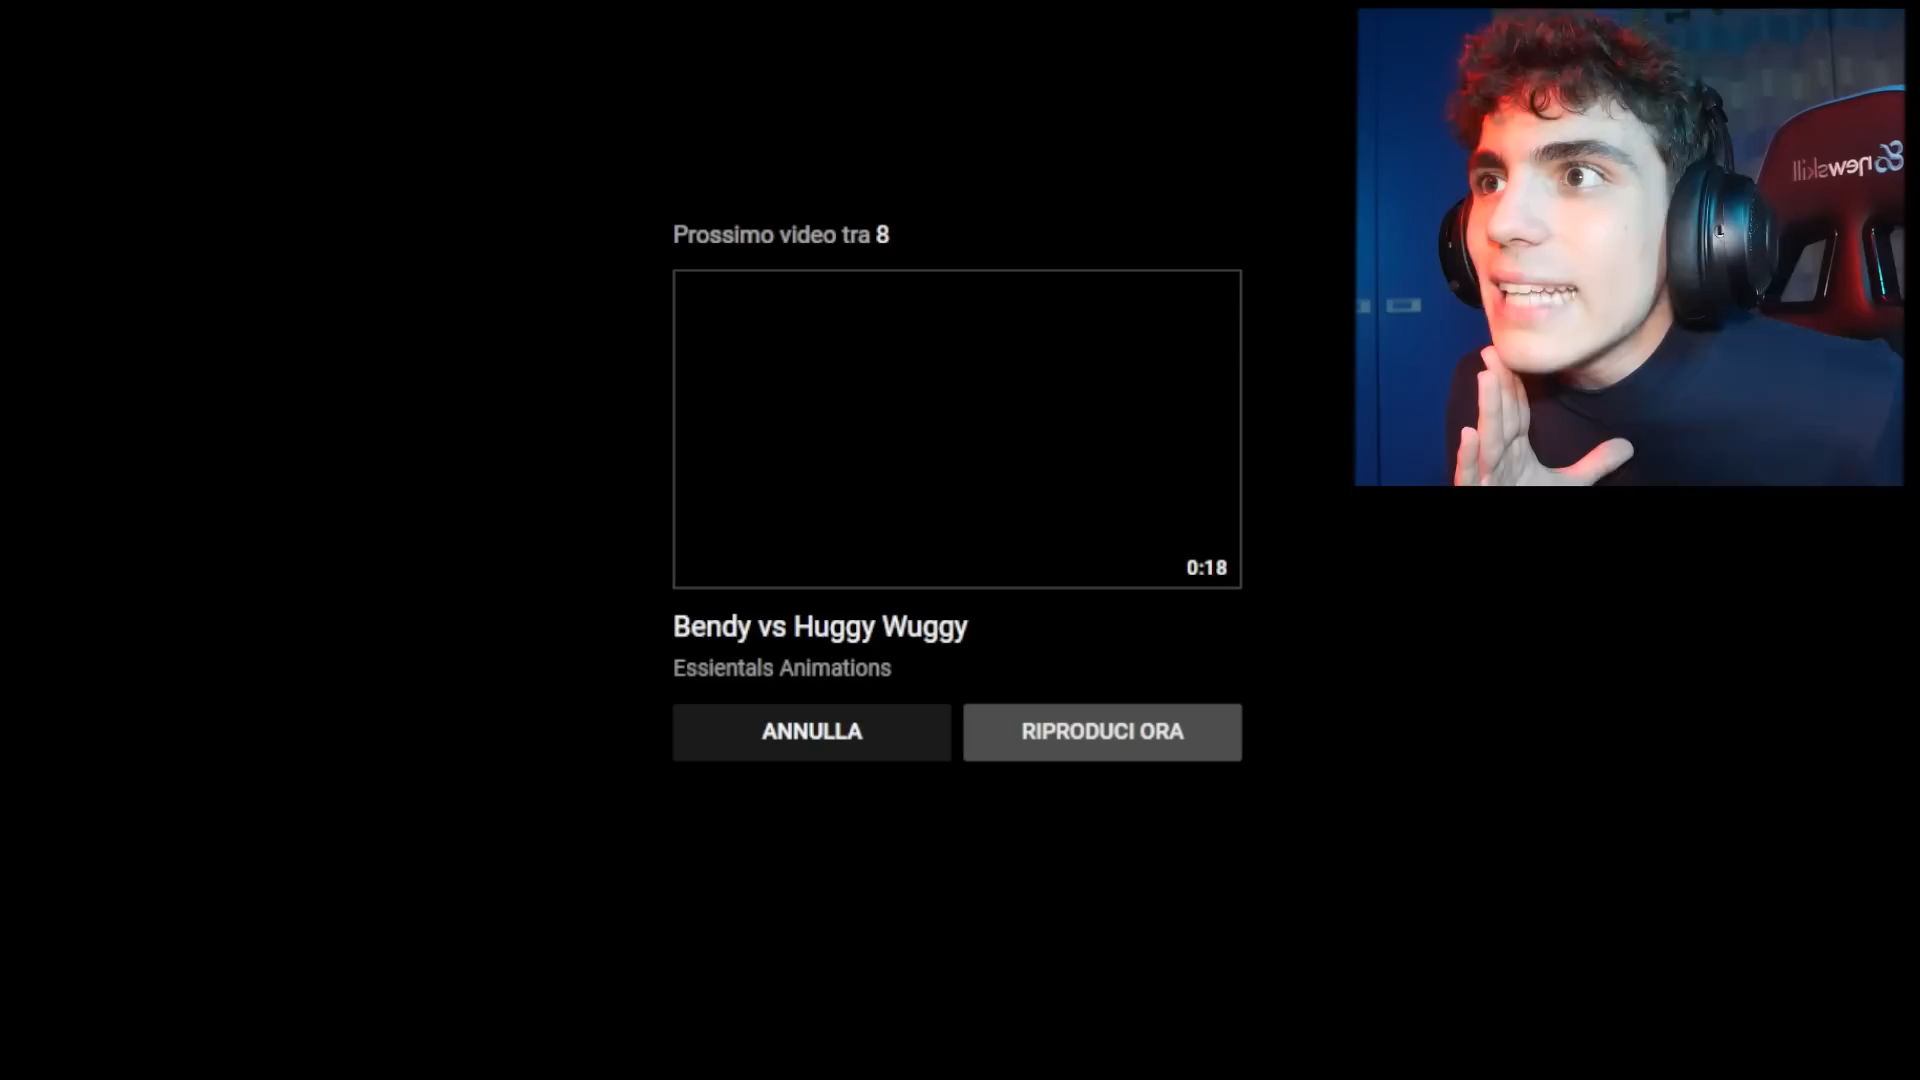 Prossimo video tra 8
0:18
Bendy vs Huggy Wuggy
Essientals Animations
ANNULLA
RIPRODUCI ORA
newskill